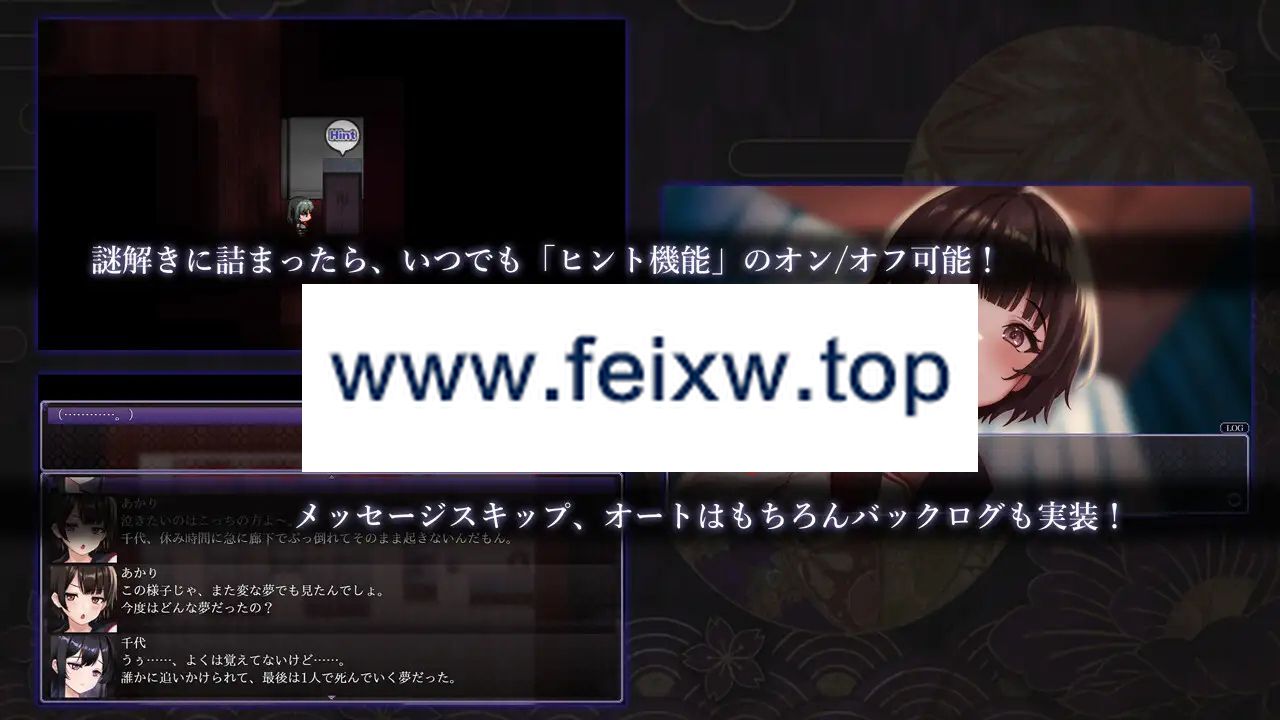 Hint
謎解きに詰まったら、いつでも「ヒント機能」のオン/オフ可能！
www.feixw.top
（…………。）
LOG
メッセージスキップ、オートはもちろんバックログも実装！
あかり
泣きたいのはこっちの方よ～。
千代、休み時間に急に廊下でぶっ倒れてそのまま起きないんだもん。
あかり
この様子じゃ、また変な夢でも見たんでしょ。
今度はどんな夢だったの？
千代
うぅ……、よくは覚えてないけど……。
誰かに追いかけられて、最後は1人で死んでいく夢だった。